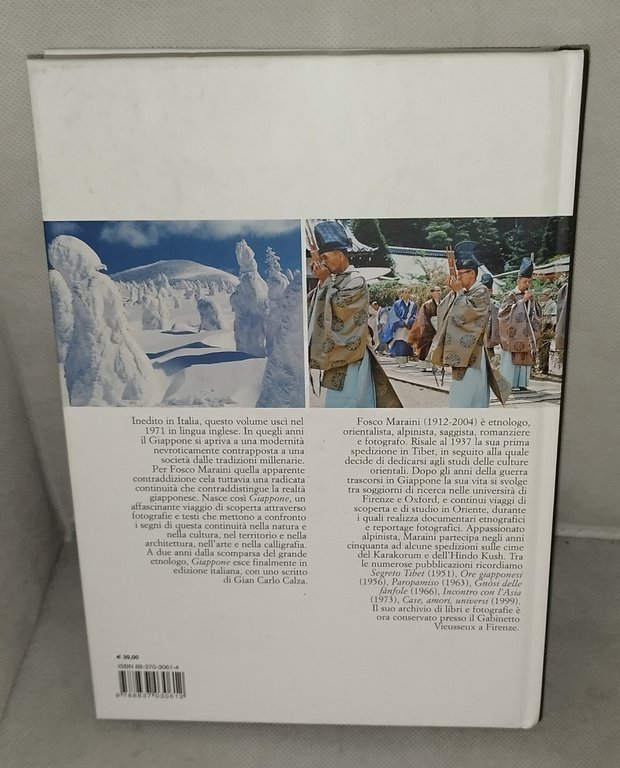 Inedito in Italia, questo volume uscì nel
1971 in lingua inglese. In quegli anni
il Giappone si apriva a una modernità
nevroticamente contrapposta a una
società dalle tradizioni millenarie.
Per Fosco Maraini quella apparente
contraddizione cela tuttavia una radicata
continuità che contraddistingue la realtà
giapponese. Nasce così Giappone, un
affascinante viaggio di scoperta attraverso
fotografie e testi che mettono a confronto
i segni di questa continuità nella natura e
nella cultura, nel territorio e nella
architettura, nell'arte e nella calligrafia.
A due anni dalla scomparsa del grande
etnologo, Giappone esce finalmente in
edizione italiana, con uno scritto
di Gian Carlo Calza.
Fosco Maraini (1912-2004) è etnologo,
orientalista, alpinista, saggista, romanziere
e fotografo. Risale al 1937 la sua prima
spedizione in Tibet, in seguito alla quale
decide di dedicarsi agli studi delle culture
orientali. Dopo gli anni della guerra
trascorsi in Giappone la sua vita si svolge
tra soggiorni di ricerca nelle università di
Firenze e Oxford, e continui viaggi di
scoperta e di studio in Oriente, durante
i quali realizza documentari etnografici
e reportage fotografici. Appassionato
alpinista, Maraini partecipa negli anni
cinquanta ad alcune spedizioni sulle cime
del Karakorum e dell'Hindo Kush. Tra
le numerose pubblicazioni ricordiamo
Segreto Tibet (1951), Ore giapponesi
(1956), Paropamiso (1963), Gnòsi delle
fànfole (1966), Incontro con l'Asia
(1973), Case, amori, universi (1999).
Il suo archivio di libri e fotografie è
ora conservato presso il Gabinetto
Vieusseux a Firenze.
€ 39,00
ISBN 88-370-3061-4
9788837030612